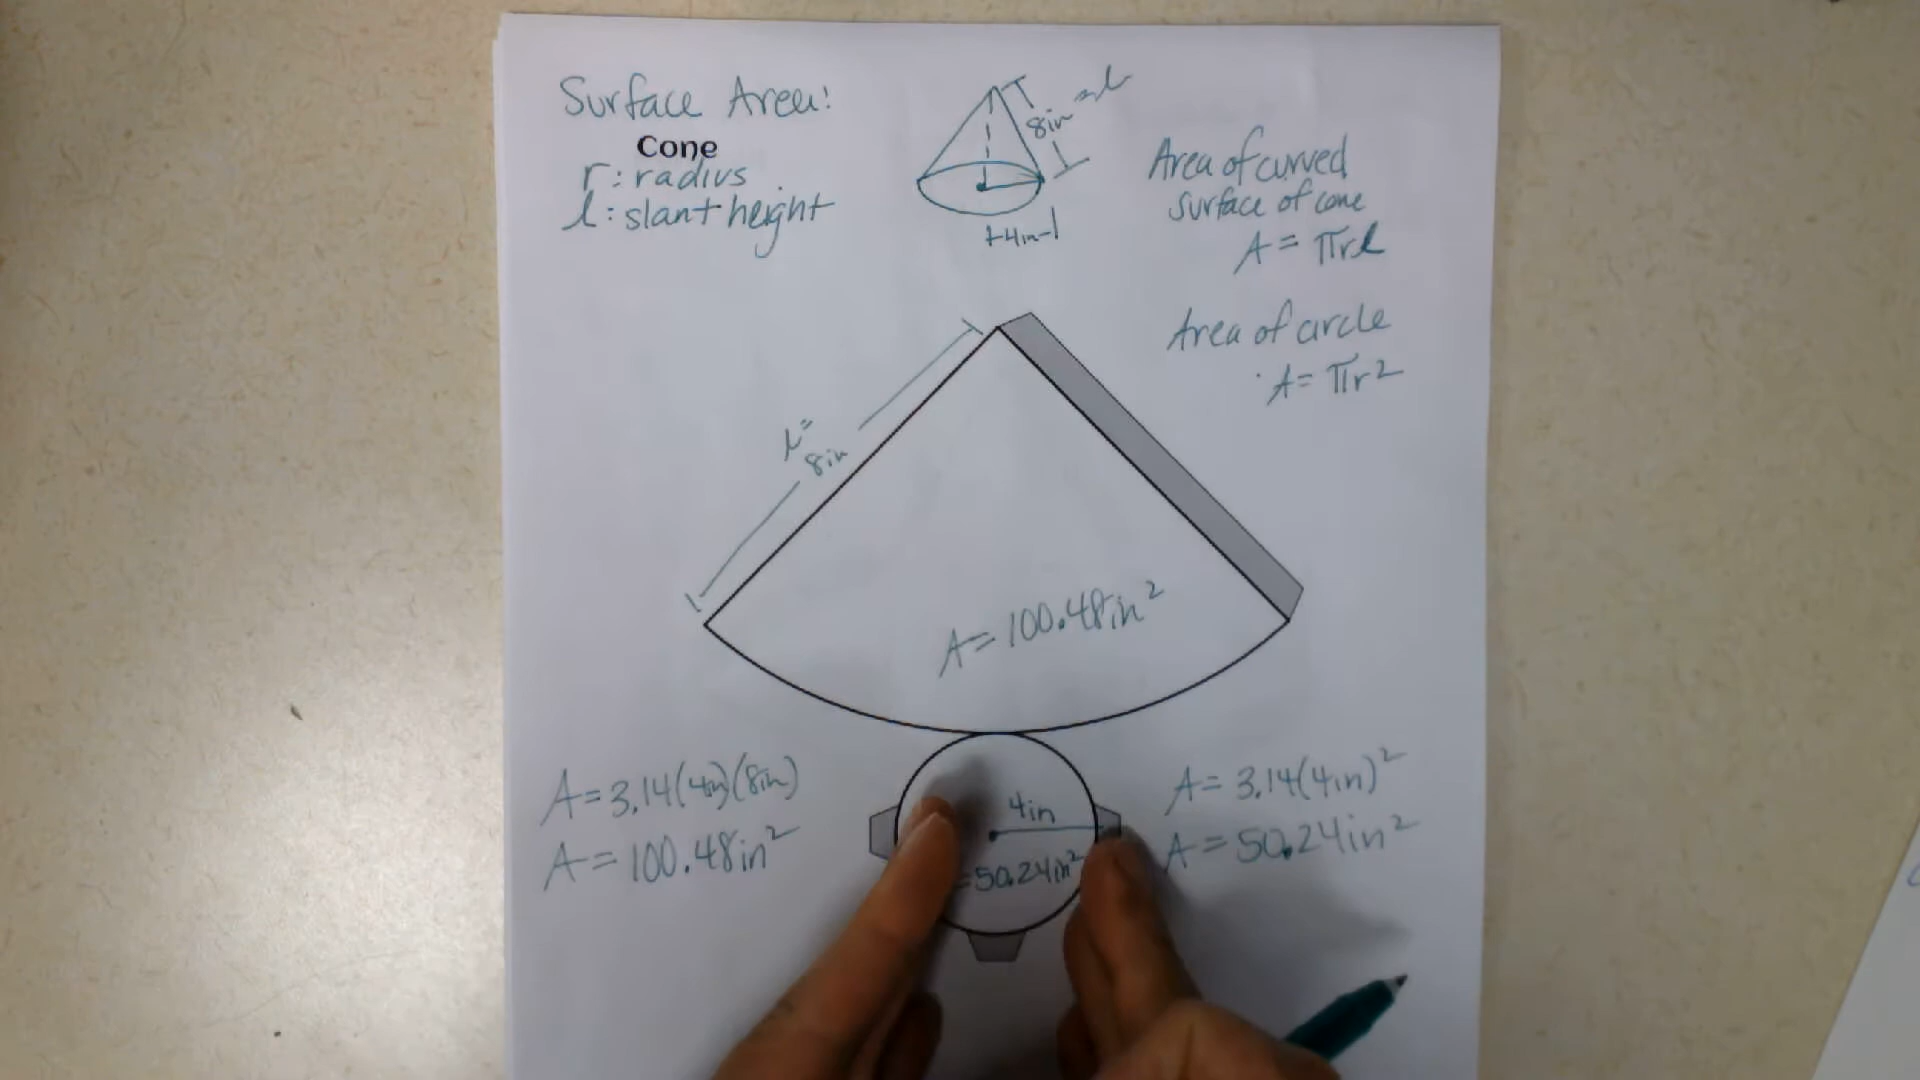 Surface Area:
Cone
r: radius
l: slant height
8in = l
4in
Area of curved
surface of cone
A = πrl
Area of circle
A = πr2
l =
8in
A = 100.48in²
A = 3.14(4in)(8in)
A = 100.48in²
4in
= 50.24in²
A = 3.14(4in)²
A = 50.24in²